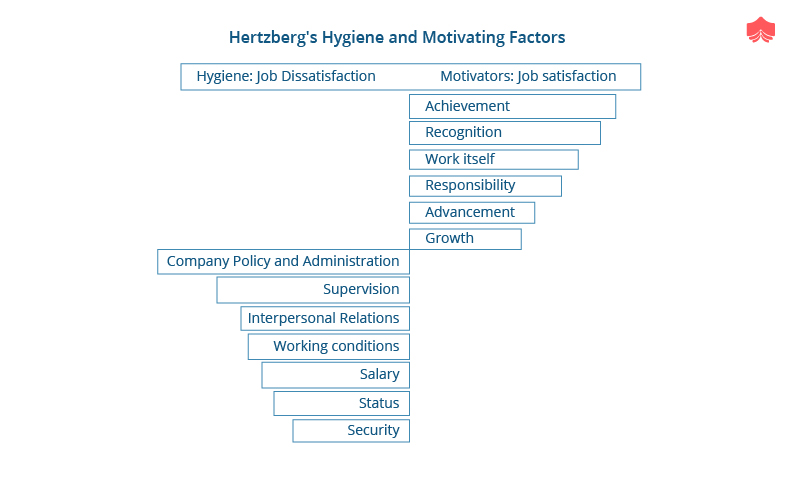 Hertzberg's Hygiene and Motivating Factors
Hygiene: Job Dissatisfaction Motivators: Job satisfaction
Achievement
Recognition
Work itself
Responsibility
Advancement
Growth
Company Policy and Administration
Supervision
Interpersonal Relations
Working conditions
Salary
Status
Security